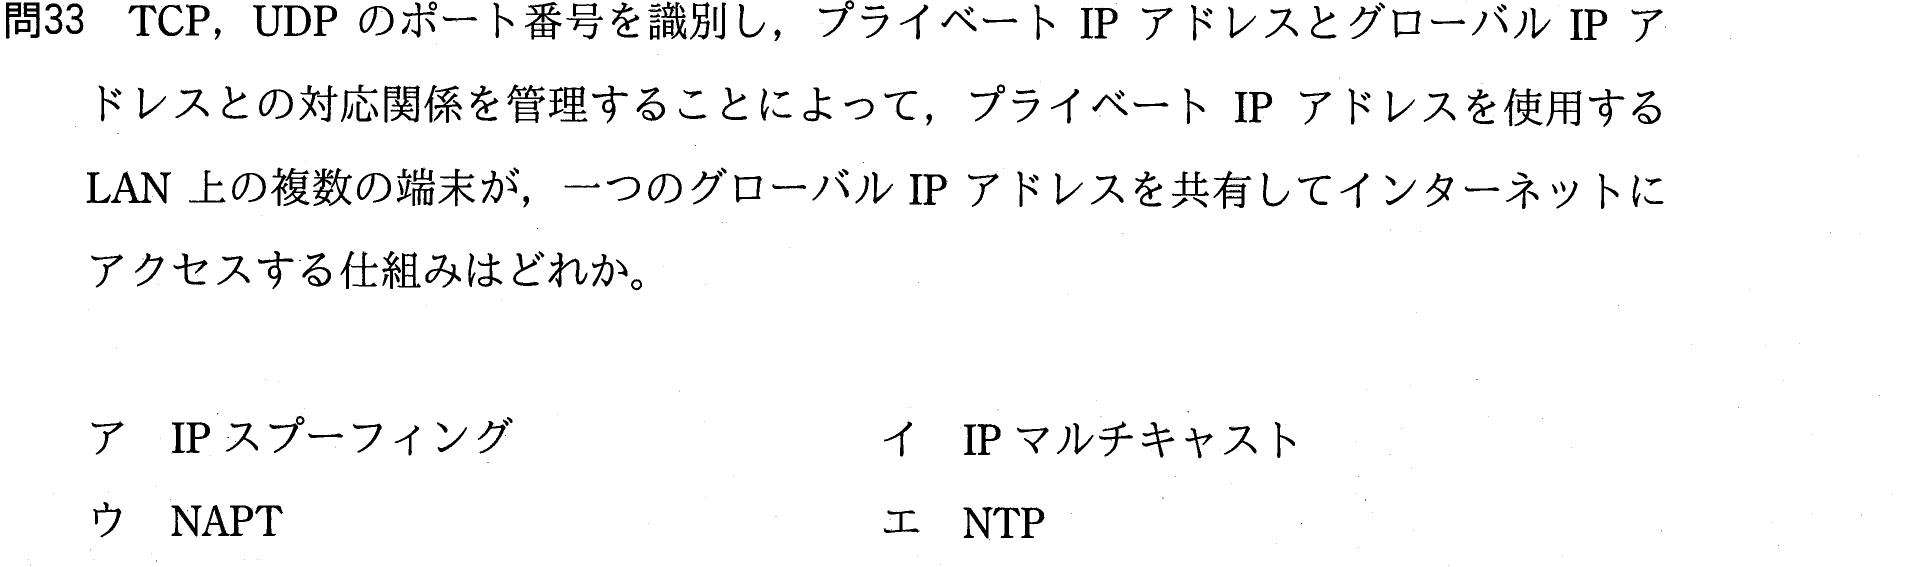 問33 TCP，UDP のポート番号を識別し，プライベート IP アドレスとグローバル IP ア
ドレスとの対応関係を管理することによって，プライベート IP アドレスを使用する
LAN 上の複数の端末が，一つのグローバル IP アドレスを共有してインターネットに
アクセスする仕組みはどれか。
ア IP スプーフィング イ IP マルチキャスト
ウ NAPT エ NTP